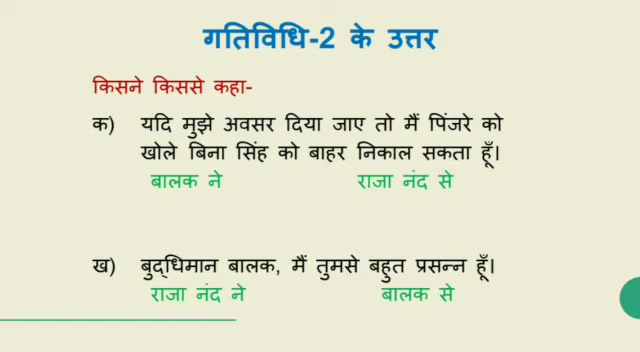 गतिविधि-2 के उत्तर
किसने किससे कहा-
क) यदि मुझे अवसर दिया जाए तो मैं पिंजरे को
खोले बिना सिंह को बाहर निकाल सकता हूँ।
बालक ने राजा नंद से
ख) बुद्धिमान बालक, मैं तुमसे बहुत प्रसन्न हूँ।
राजा नंद ने बालक से